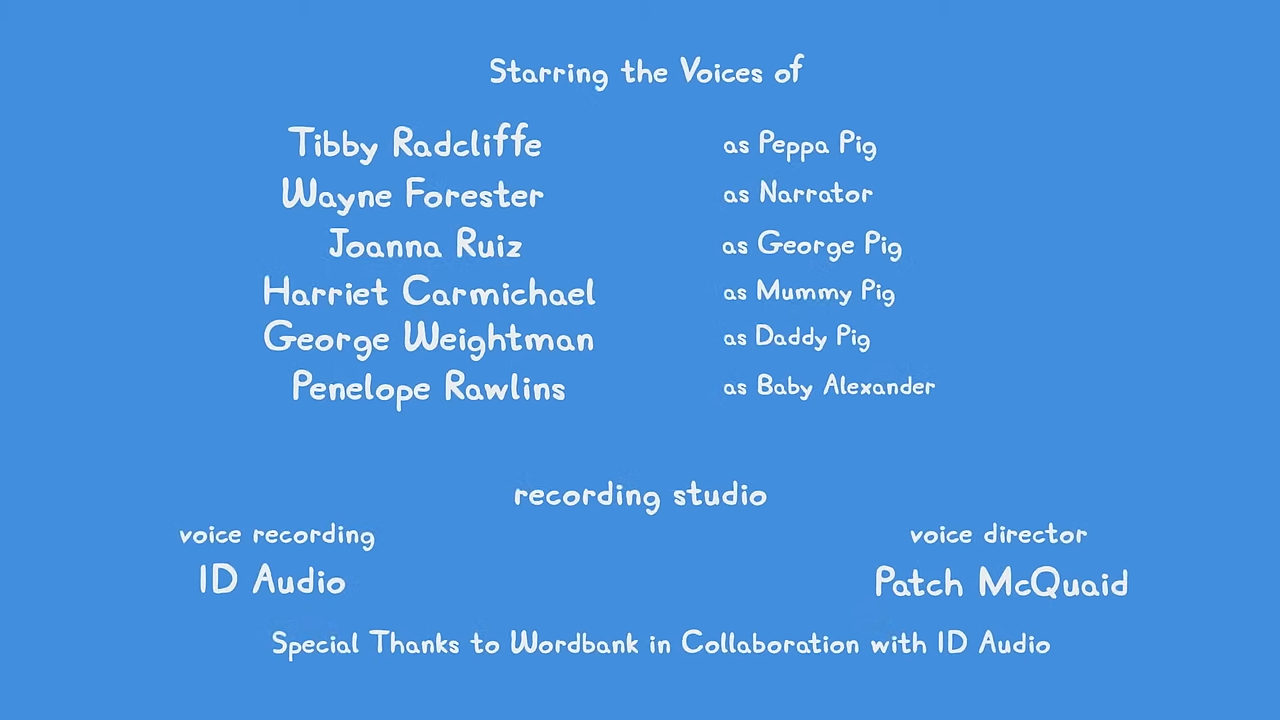 Starring the Voices of
Tibby Radcliffe as Peppa Pig
Wayne Forester as Narrator
Joanna Ruiz as George Pig
Harriet Carmichael as Mummy Pig
George Weightman as Daddy Pig
Penelope Rawlins as Baby Alexander
recording studio
voice recording voice director
ID Audio Patch McQuaid
Special Thanks to Wordbank in Collaboration with ID Audio